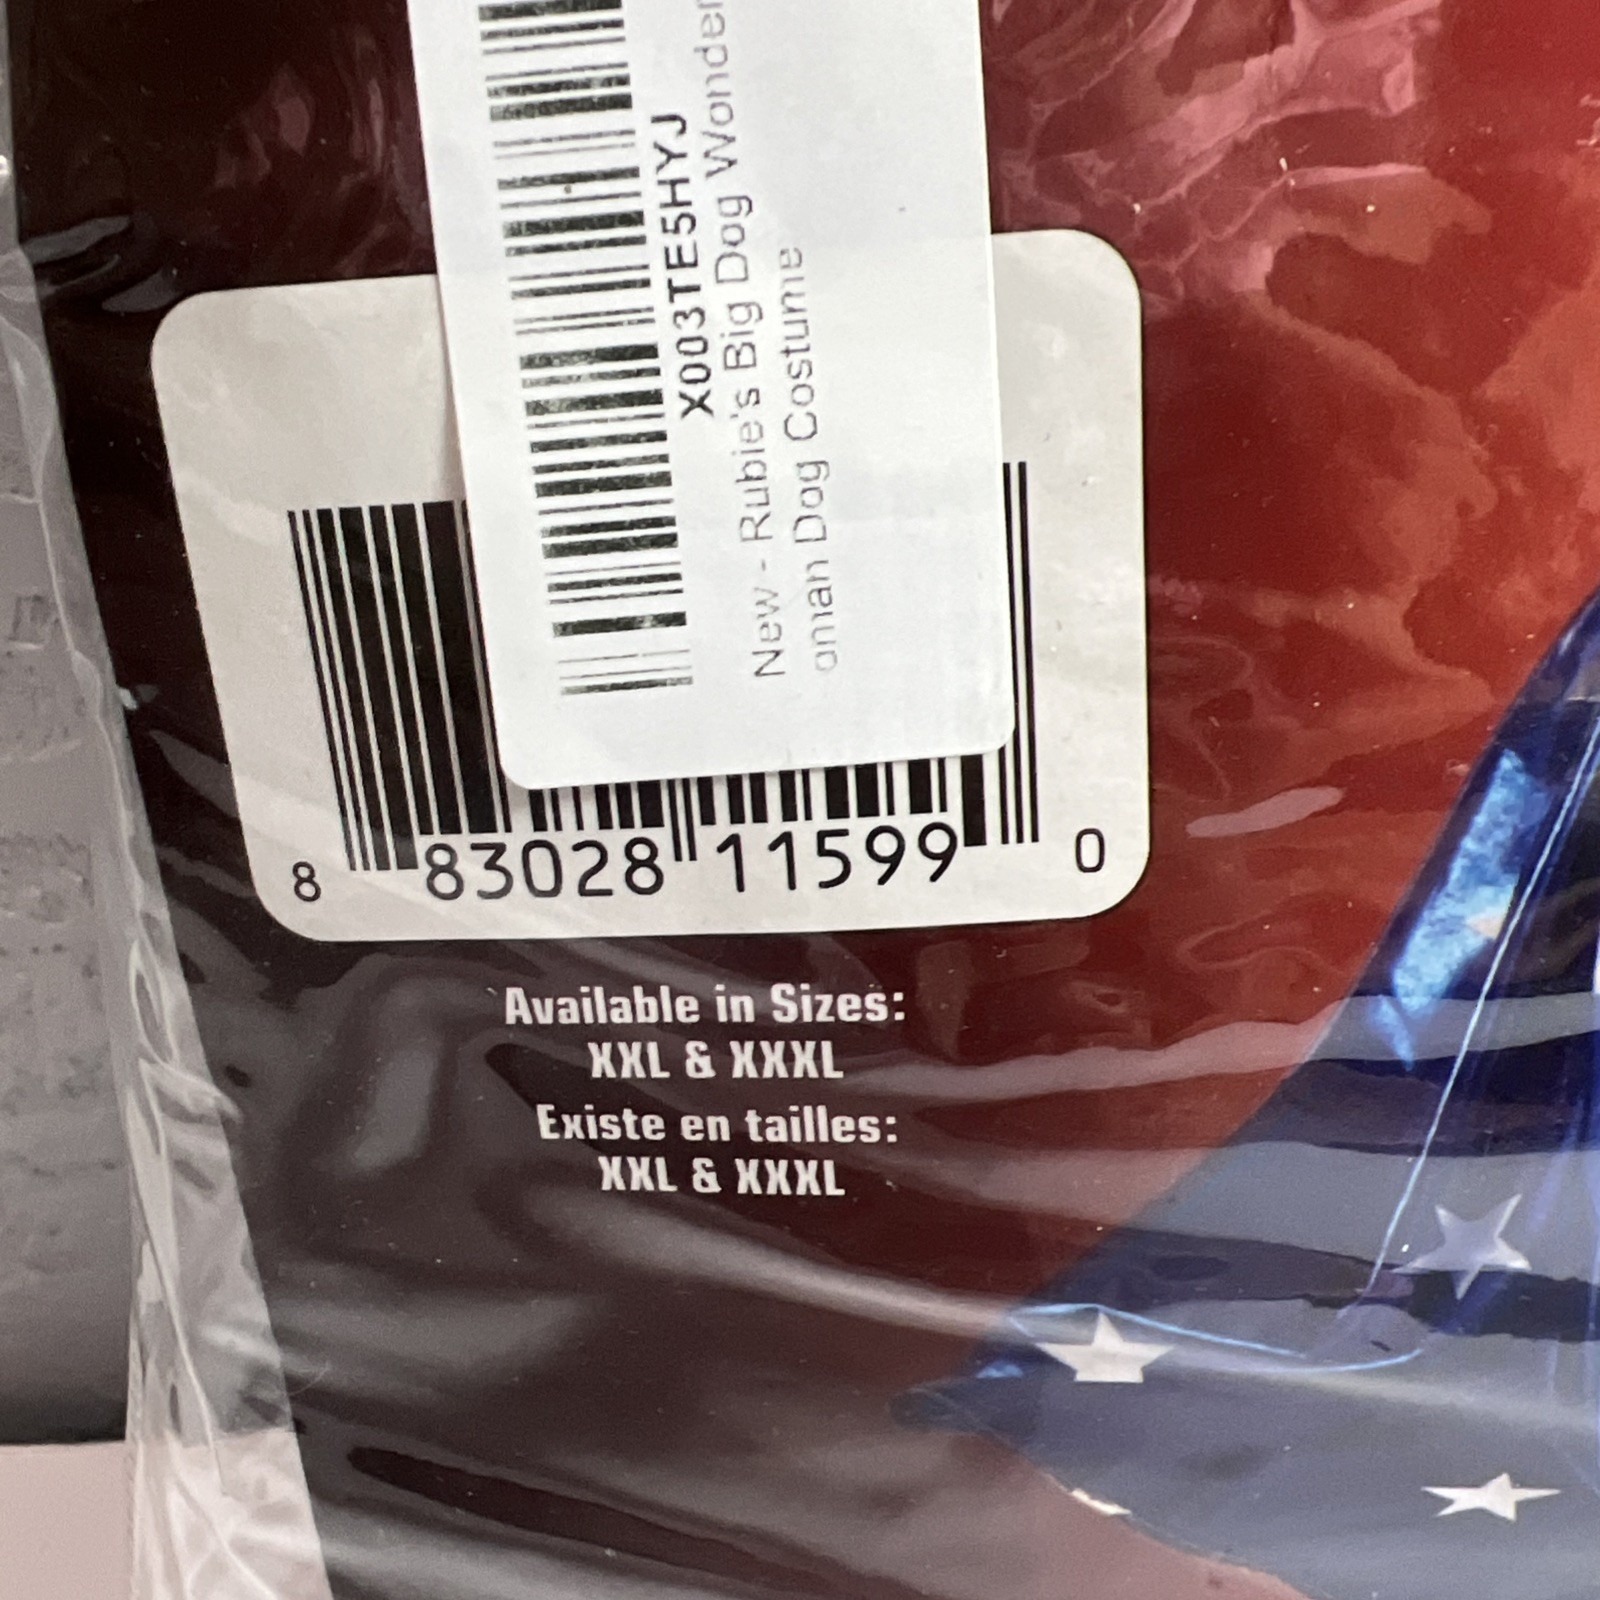 X003TE5HYJ
New - Rubie's Big Dog Wonder
oman Dog Costume
8 83028 11599 0
Available in Sizes:
XXL & XXXL
Existe en tailles:
XXL & XXXL